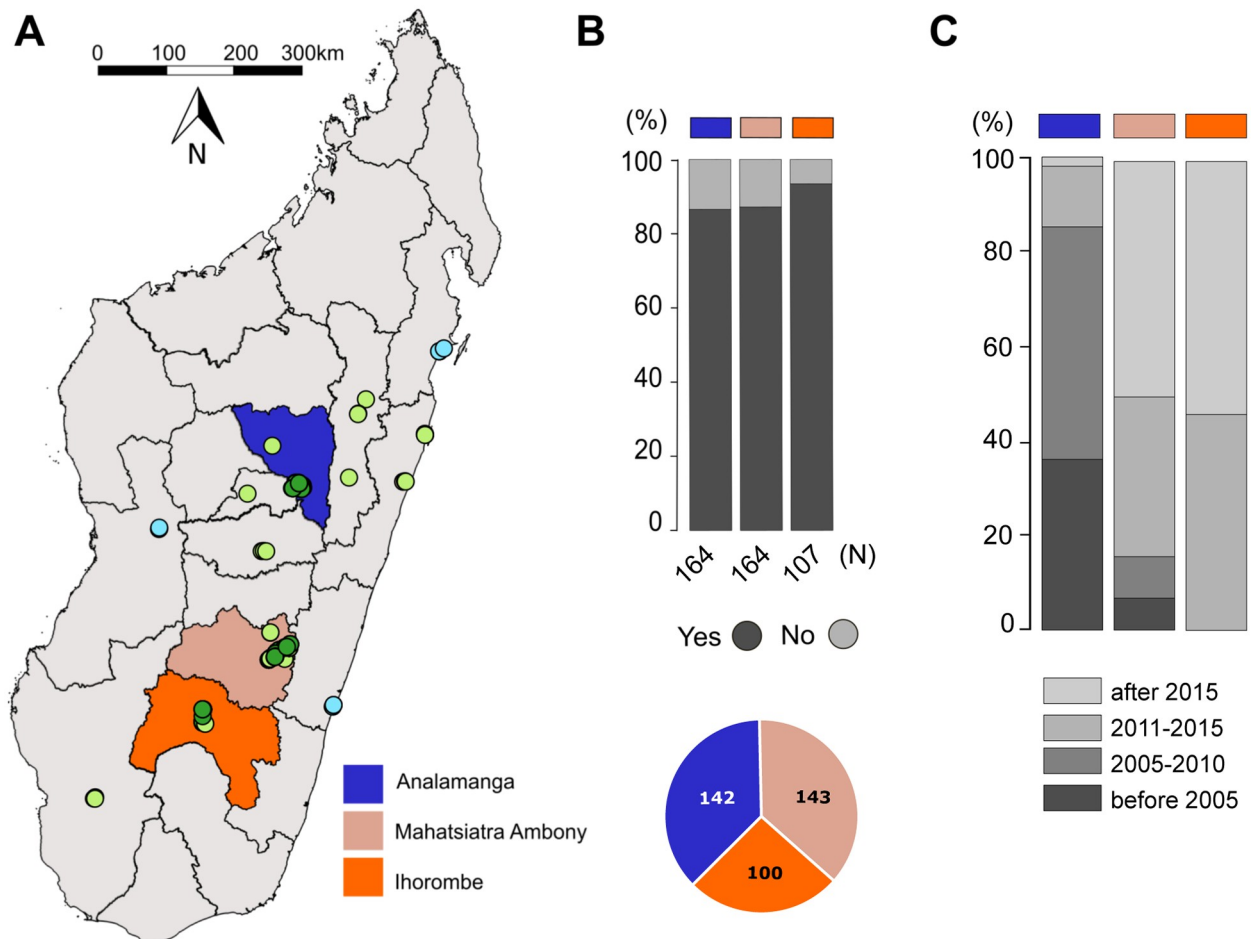 A
0 100 200 300km
N
Analamanga
Mahatsiatra Ambony
Ihorombe
B
(%)
100
80
60
40
20
0
164 164 107 (N)
Yes No
142
143
100
C
(%)
100
80
60
40
20
0
after 2015
2011-2015
2005-2010
before 2005